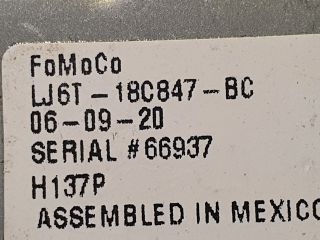 FoMoCo
LJ6T-18C847-BC
06-09-20
SERIAL #66937
H137P
ASSEMBLED IN MEXICO